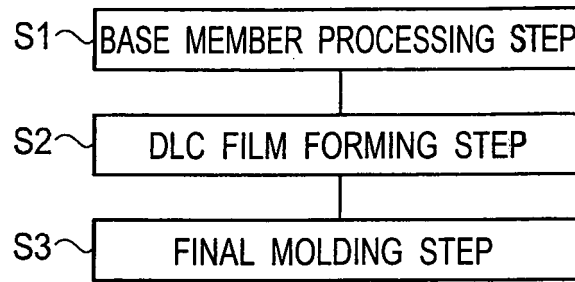 S1 BASE MEMBER PROCESSING STEP
S2 DLC FILM FORMING STEP
S3 FINAL MOLDING STEP